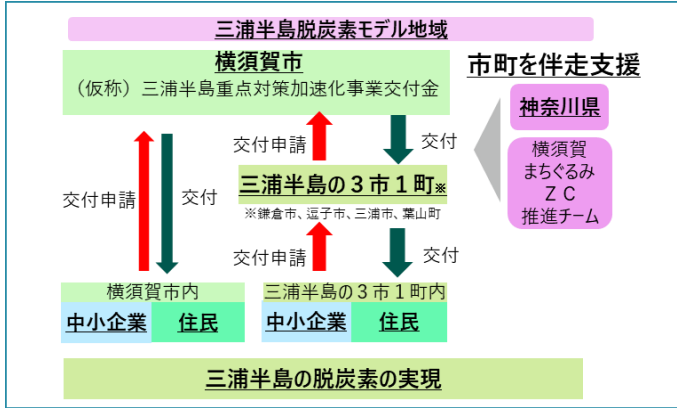 三浦半島脱炭素モデル地域
横須賀市
（仮称）三浦半島重点対策加速化事業交付金
市町を伴走支援
神奈川県
横須賀
まちぐるみ
ＺＣ
推進チーム
交付申請
交付
交付申請
交付
三浦半島の３市１町※
※鎌倉市、逗子市、三浦市、葉山町
交付申請
交付
横須賀市内
中小企業
住民
三浦半島の３市１町内
中小企業
住民
三浦半島の脱炭素の実現